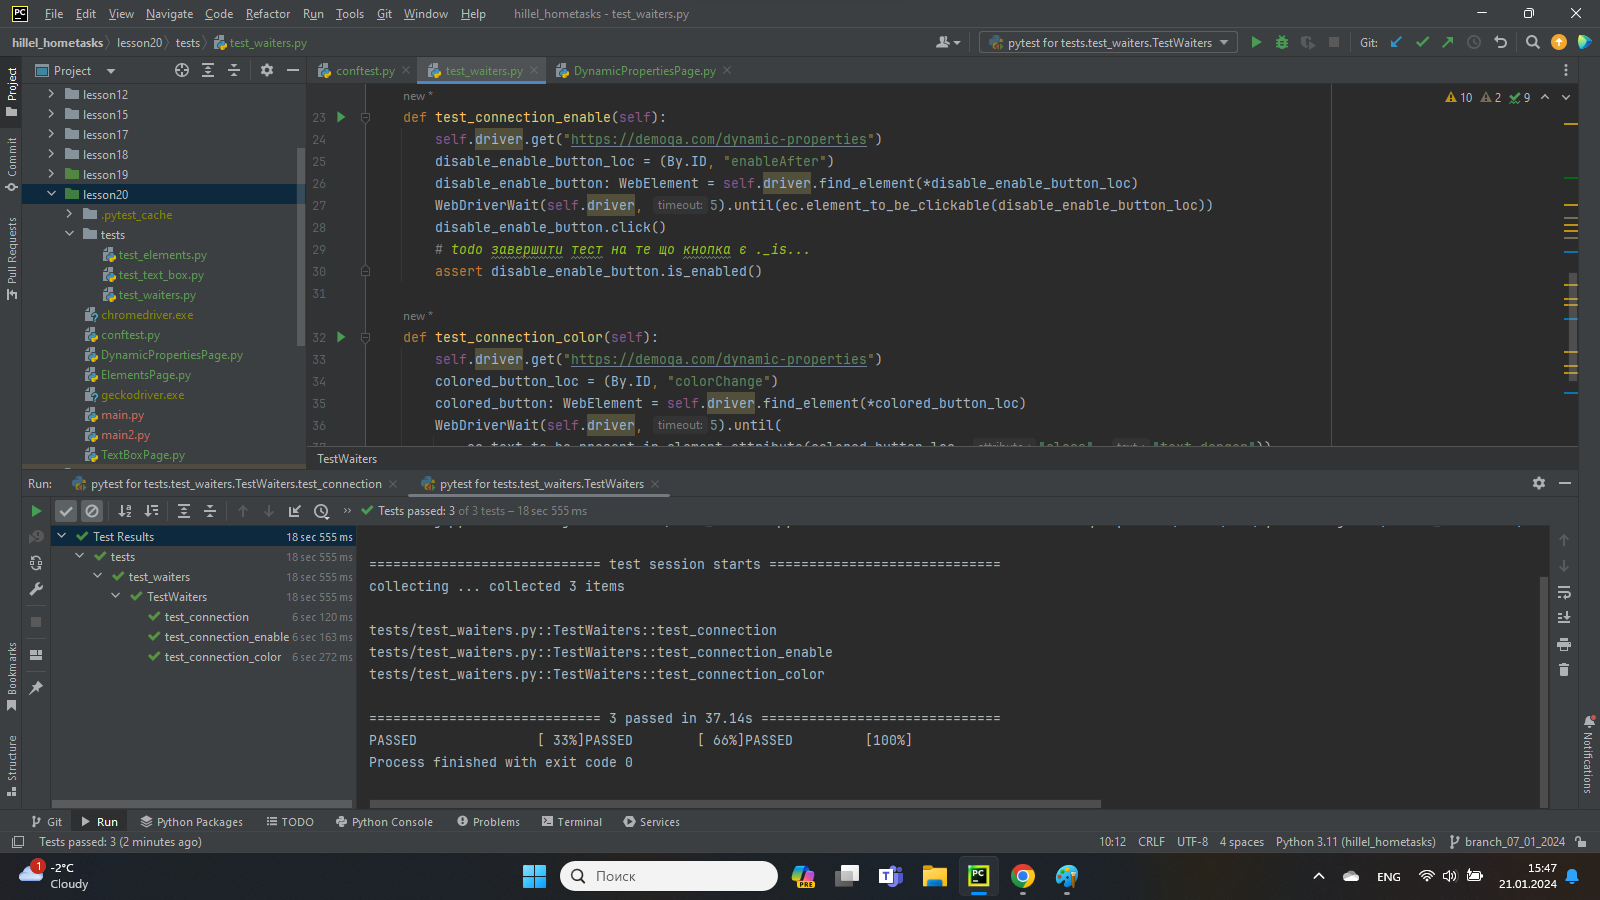 PC File Edit View Navigate Code Refactor Run Tools Git Window Help hillel_hometasks - test_waiters.py
hillel_hometasks lesson20 tests test_waiters.py pytest for tests.test_waiters.TestWaiters Git:
Project
Project
conftest.py test_waiters.py DynamicPropertiesPage.py
lesson12
lesson15
lesson17
lesson18
lesson19
lesson20
.pytest_cache
tests
test_elements.py
test_text_box.py
test_waiters.py
chromedriver.exe
conftest.py
DynamicPropertiesPage.py
ElementsPage.py
geckodriver.exe
main.py
main2.py
TextBoxPage.py
Commit
Pull Requests
10 2 9
new *
23 def test_connection_enable(self):
24 self.driver.get("https://demoqa.com/dynamic-properties")
25 disable_enable_button_loc = (By.ID, "enableAfter")
26 disable_enable_button: WebElement = self.driver.find_element(*disable_enable_button_loc)
27 WebDriverWait(self.driver, timeout: 5).until(ec.element_to_be_clickable(disable_enable_button_loc))
28 disable_enable_button.click()
29 # todo завершити тест на те що кнопка є ._is...
30 assert disable_enable_button.is_enabled()
31
new *
32 def test_connection_color(self):
33 self.driver.get("https://demoqa.com/dynamic-properties")
34 colored_button_loc = (By.ID, "colorChange")
35 colored_button: WebElement = self.driver.find_element(*colored_button_loc)
36 WebDriverWait(self.driver, timeout: 5).until(
TestWaiters
Run: pytest for tests.test_waiters.TestWaiters.test_connection pytest for tests.test_waiters.TestWaiters
Tests passed: 3 of 3 tests – 18 sec 555 ms
Test Results 18 sec 555 ms
tests 18 sec 555 ms
test_waiters 18 sec 555 ms
TestWaiters 18 sec 555 ms
test_connection 6 sec 120 ms
test_connection_enable 6 sec 163 ms
test_connection_color 6 sec 272 ms
============================= test session starts =============================
collecting ... collected 3 items
tests/test_waiters.py::TestWaiters::test_connection
tests/test_waiters.py::TestWaiters::test_connection_enable
tests/test_waiters.py::TestWaiters::test_connection_color
============================= 3 passed in 37.14s ==============================
PASSED [ 33%]PASSED [ 66%]PASSED [100%]
Process finished with exit code 0
Bookmarks
Structure
Notifications
Git Run Python Packages TODO Python Console Problems Terminal Services
Tests passed: 3 (2 minutes ago) 10:12 CRLF UTF-8 4 spaces Python 3.11 (hillel_hometasks) branch_07_01_2024
1 -2°C
Cloudy
Поиск
PRE
PC
ENG
15:47
21.01.2024